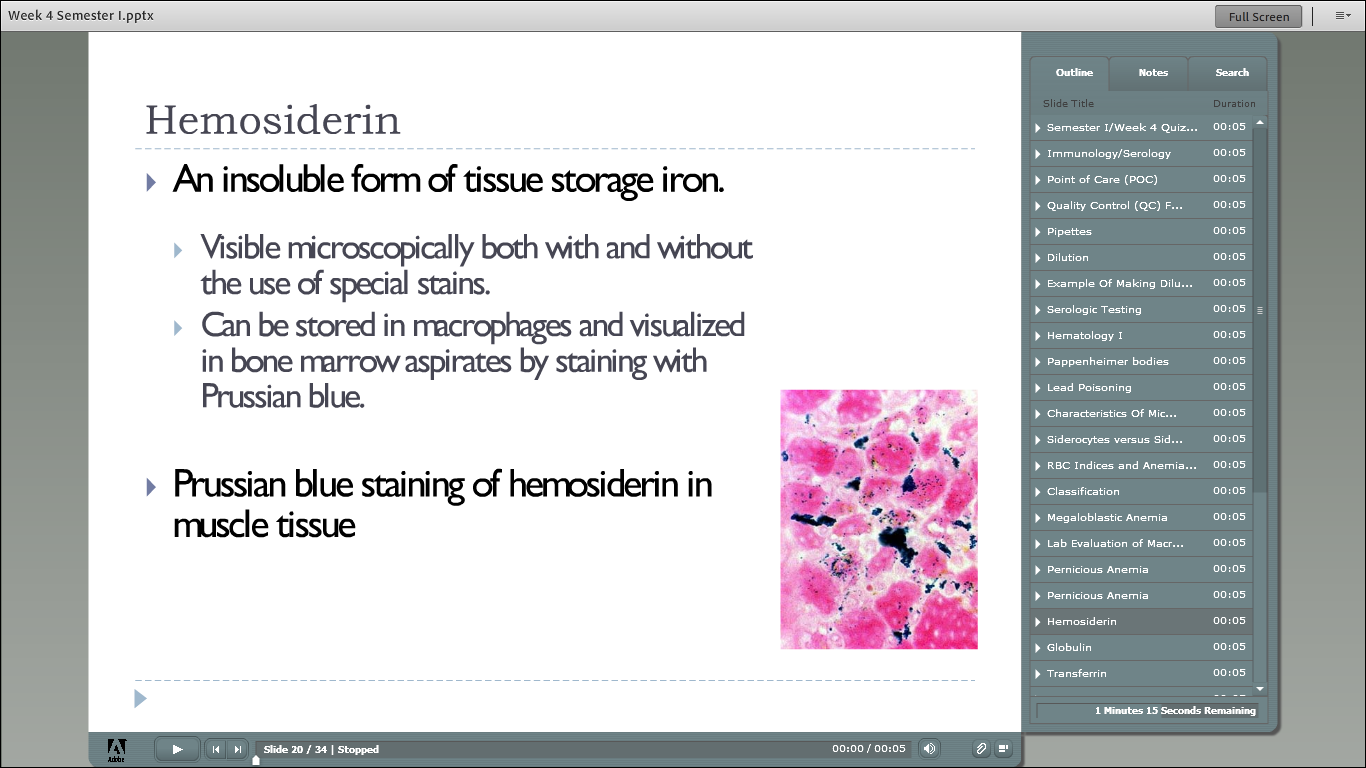 Week 4 Semester I.pptx
Full Screen
Hemosiderin
An insoluble form of tissue storage iron.
Visible microscopically both with and without
the use of special stains.
Can be stored in macrophages and visualized
in bone marrow aspirates by staining with
Prussian blue.
Prussian blue staining of hemosiderin in
muscle tissue
Outline Notes Search
Slide Title Duration
Semester I/Week 4 Quiz... 00:05
Immunology/Serology 00:05
Point of Care (POC) 00:05
Quality Control (QC) F... 00:05
Pipettes 00:05
Dilution 00:05
Example Of Making Dilu... 00:05
Serologic Testing 00:05
Hematology I 00:05
Pappenheimer bodies 00:05
Lead Poisoning 00:05
Characteristics Of Mic... 00:05
Siderocytes versus Sid... 00:05
RBC Indices and Anemia... 00:05
Classification 00:05
Megaloblastic Anemia 00:05
Lab Evaluation of Macr... 00:05
Pernicious Anemia 00:05
Pernicious Anemia 00:05
Hemosiderin 00:05
Globulin 00:05
Transferrin 00:05
1 Minutes 15 Seconds Remaining
Adobe
Slide 20 / 34 | Stopped
00:00 / 00:05